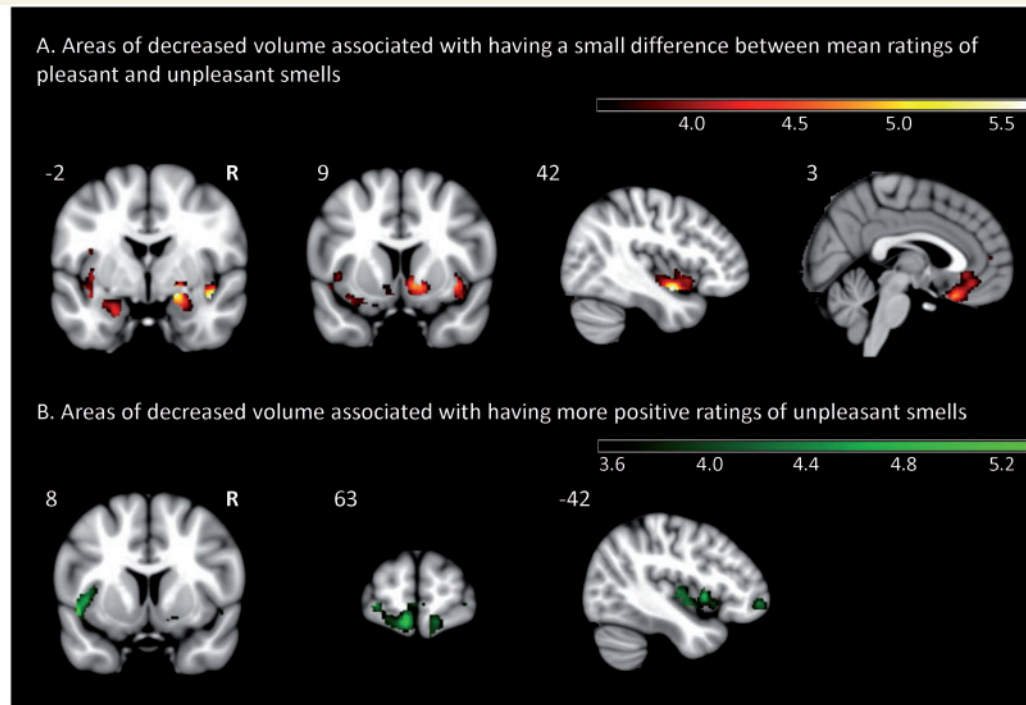 A. Areas of decreased volume associated with having a small difference between mean ratings of
pleasant and unpleasant smells
4.0 4.5 5.0 5.5
-2 R 9 42 3
B. Areas of decreased volume associated with having more positive ratings of unpleasant smells
3.6 4.0 4.4 4.8 5.2
8 R 63 -42